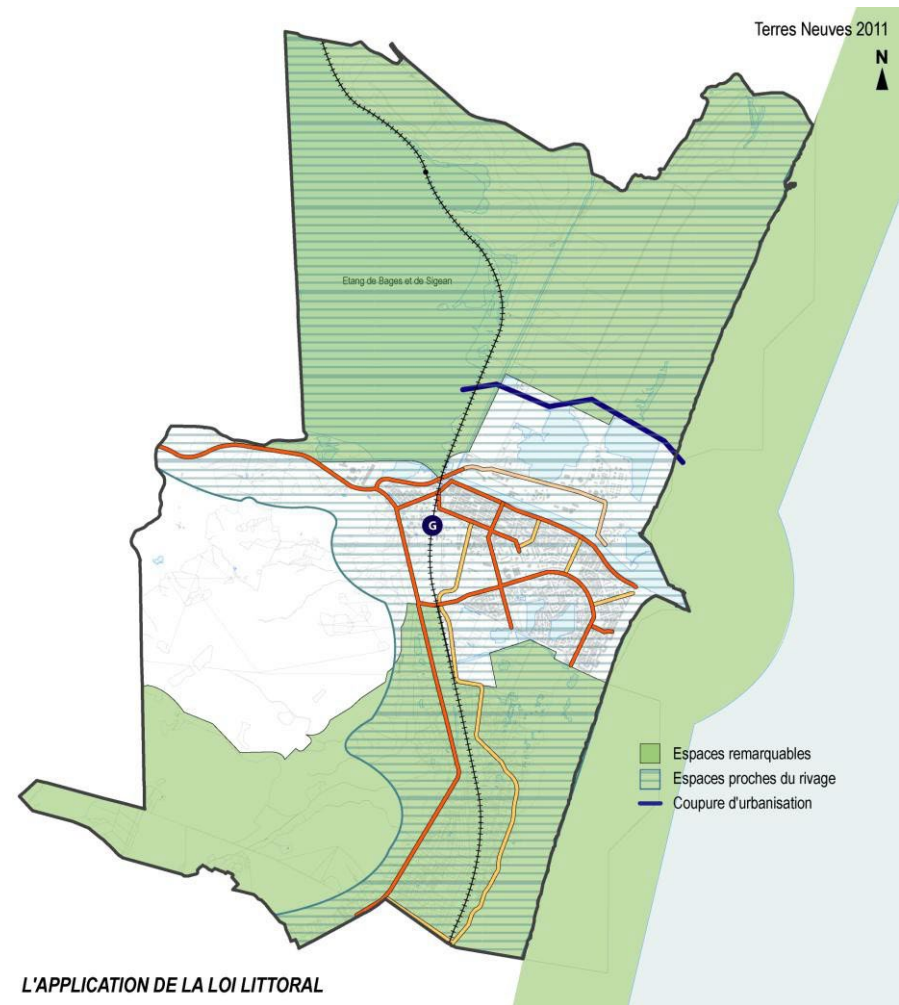 Terres Neuves 2011
N
Etang de Bages et de Sigean
G
Espaces remarquables
Espaces proches du rivage
Coupure d'urbanisation
L'APPLICATION DE LA LOI LITTORAL